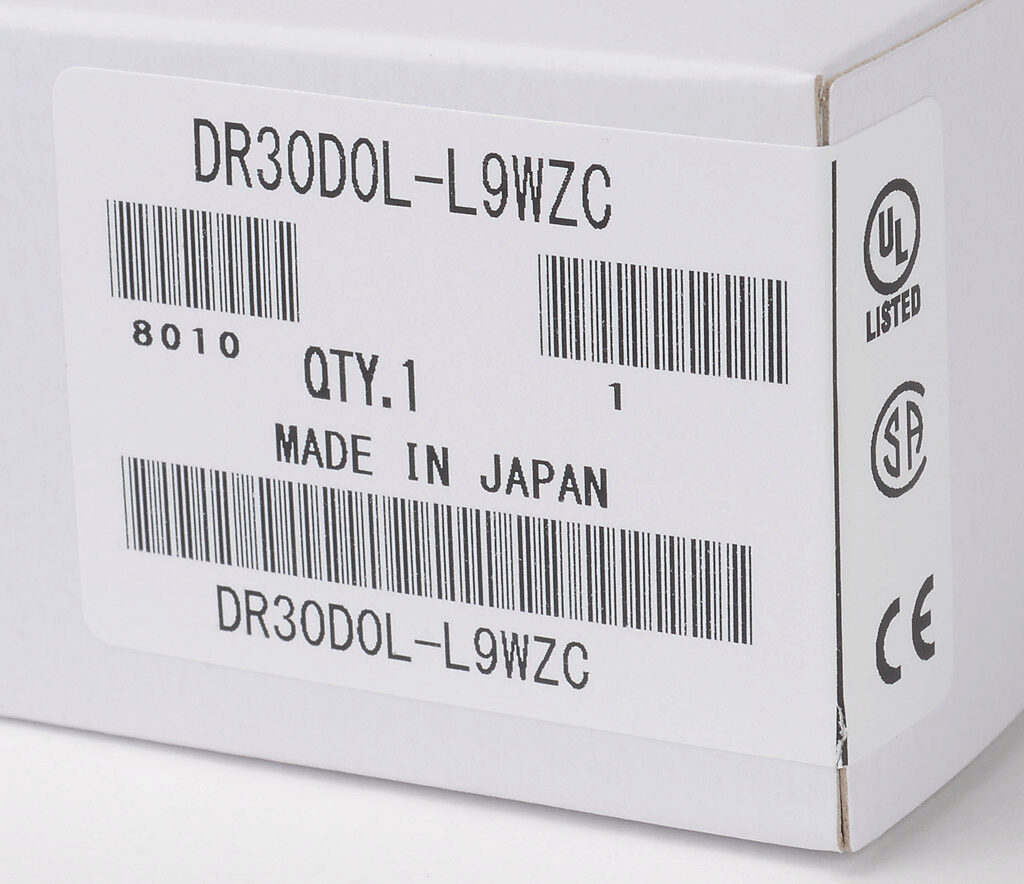 DR30D0L-L9WZC
8010
1
QTY.1
MADE IN JAPAN
DR30D0L-L9WZC
UL
LISTED
SA
CE